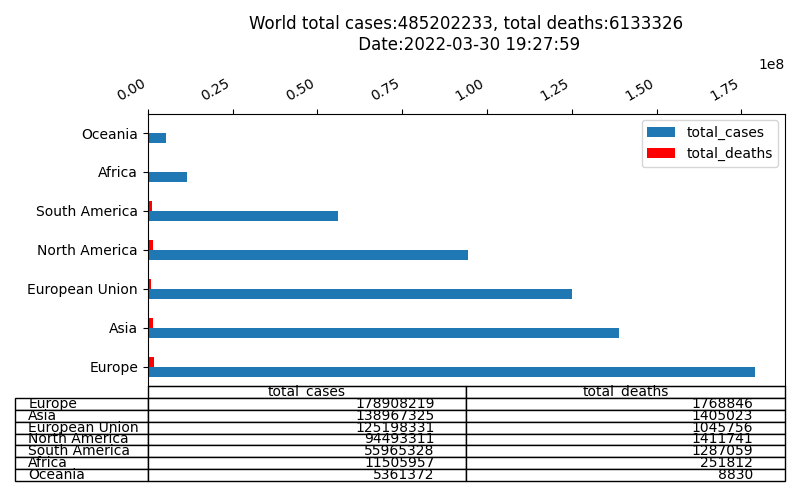 World total cases:485202233, total deaths:6133326
Date:2022-03-30 19:27:59
1e8
0.00 0.25 0.50 0.75 1.00 1.25 1.50 1.75
total_cases
total_deaths
Oceania
Africa
South America
North America
European Union
Asia
Europe
total_cases total_deaths
Europe 178908219 1768846
Asia 138967325 1405023
European Union 125198331 1045756
North America 94493311 1411741
South America 55965328 1287059
Africa 11505957 251812
Oceania 5361372 8830